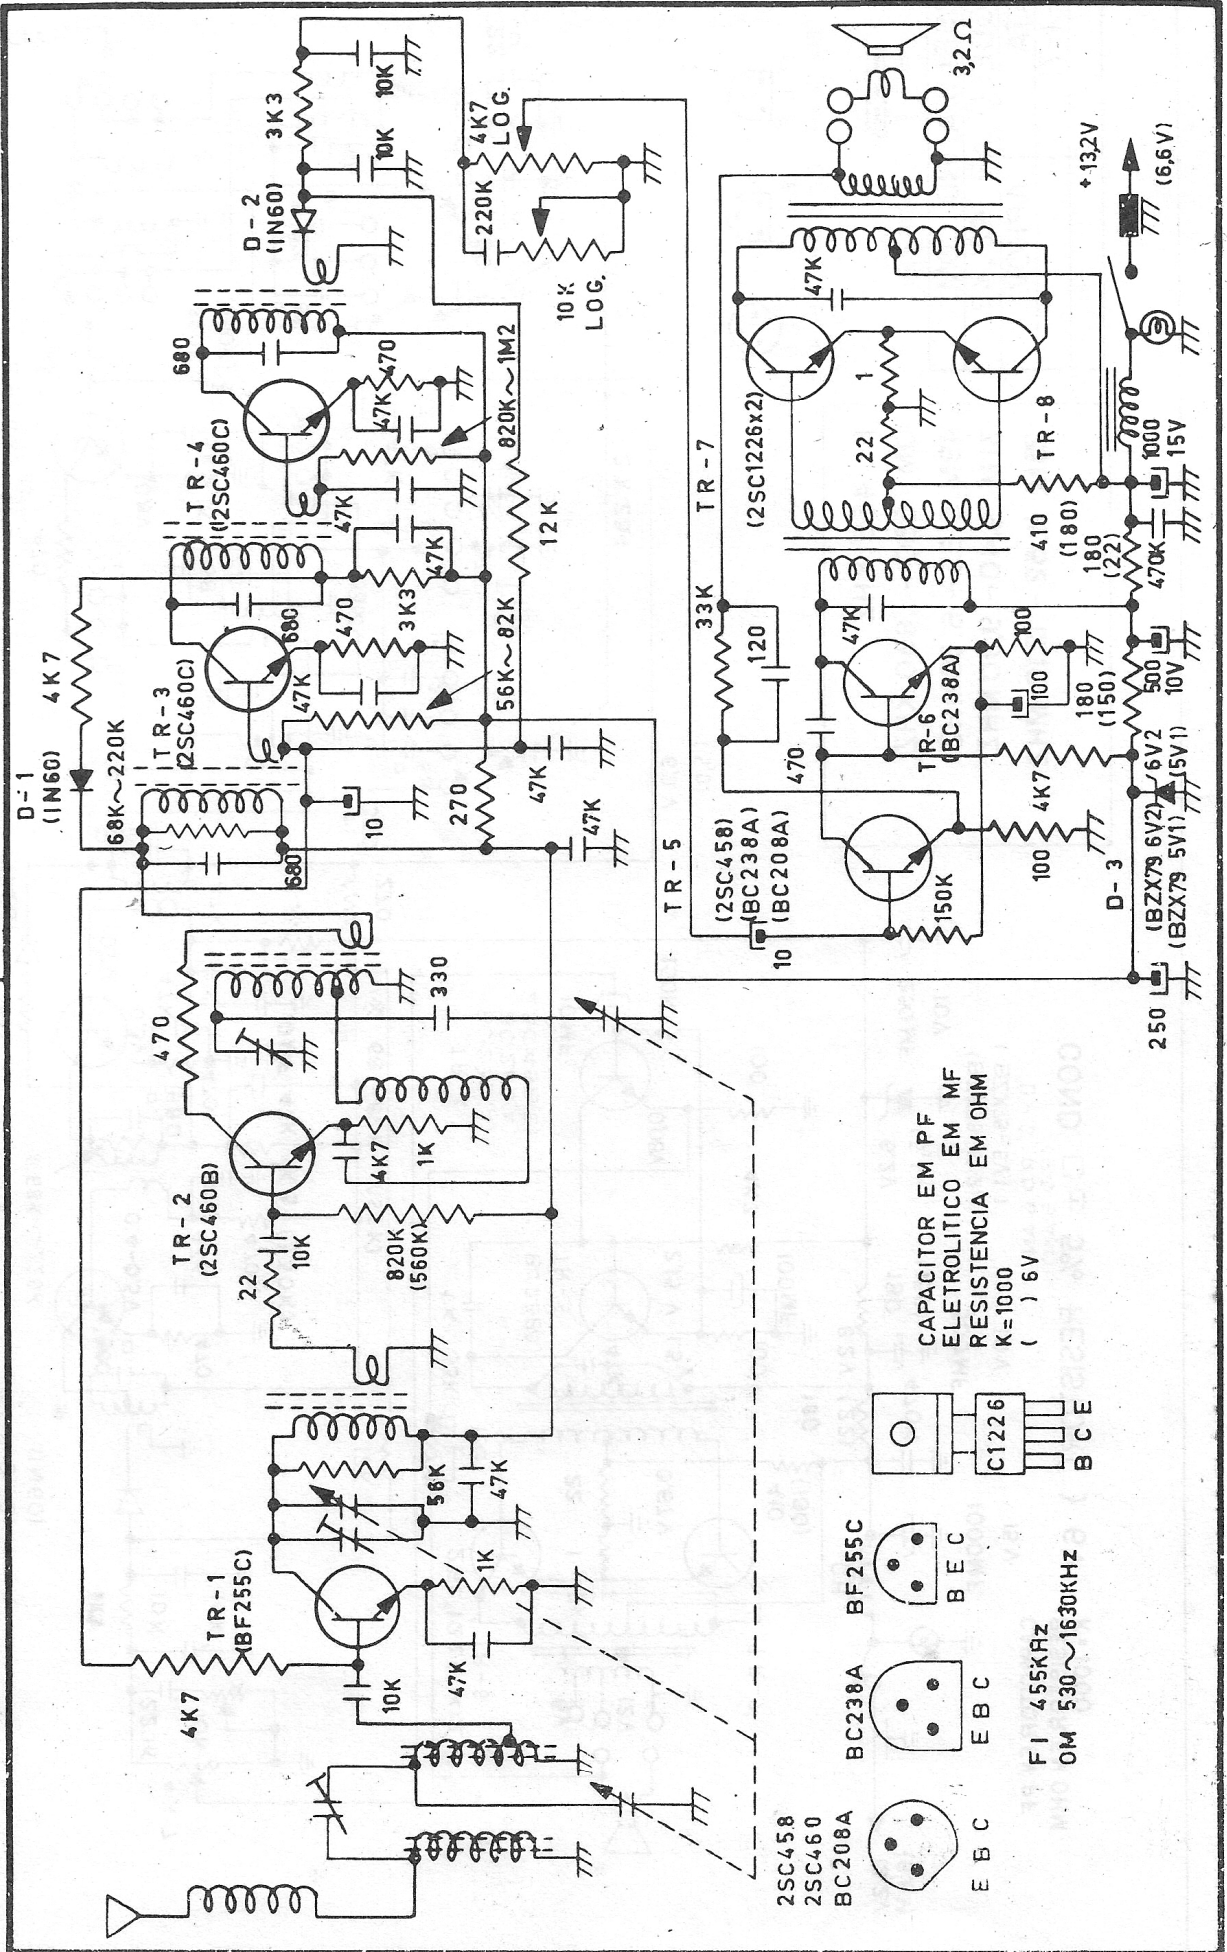 4K7
TR-1
(BF255C)
10K
47K
1K
56K
47K
22
10K
TR-2
(2SC460B)
820K
(560K)
4K7
1K
470
330
D-1
(1N60)
4K7
68K~220K
680
10
TR-3
(2SC460C)
680
47K
470
3K3
47K
56K~82K
270
47K
47K
TR-4
(2SC460C)
680
47K
47K
470
820K~1M2
12K
D-2
(1N60)
3K3
10K
10K
220K
4K7
LOG.
10K
LOG.
TR-5
(2SC458)
(BC238A)
(BC208A)
10
150K
100
470
33K
120
TR-6
(BC238A)
4K7
47K
100
100
TR-7
(2SC1226x2)
TR-8
22
1
47K
410
(180)
180
(22)
470K
1000
15V
500
10V
180
(150)
D-3
(BZX79 6V2) 6V2
(BZX79 5V1) (5V1)
250
3,2Ω
+13,2V
(6,6V)
CAPACITOR EM PF
ELETROLITICO EM MF
RESISTENCIA EM OHM
K=1000
( ) 6V
2SC458
2SC460
BC208A
E B C
BC238A
E B C
BF255C
B E C
C1226
B C E
FI 455KHz
OM 530~1630KHz